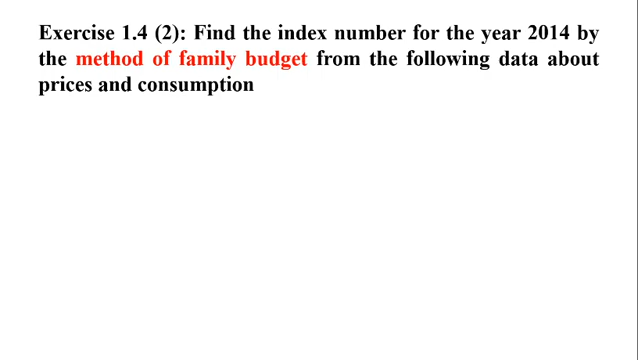 Exercise 1.4 (2): Find the index number for the year 2014 by
the method of family budget from the following data about
prices and consumption